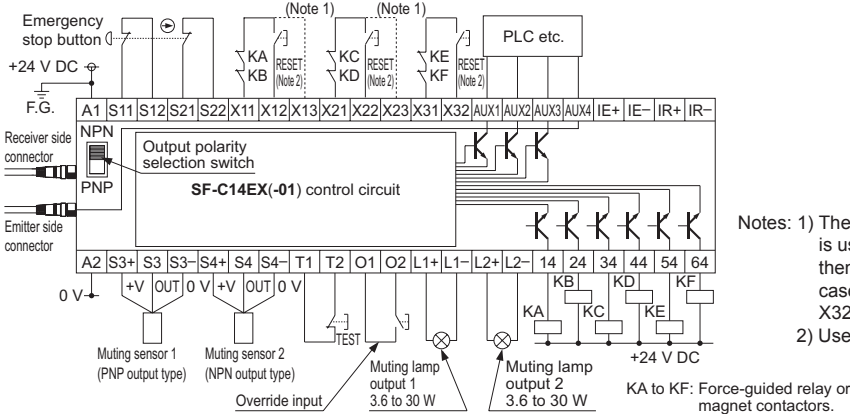 (Note 1) (Note 1)
Emergency
stop button
PLC etc.
+24 V DC
F.G.
KA
KB
RESET
(Note 2)
KC
KD
RESET
(Note 2)
KE
KF
RESET
(Note 2)
A1 S11 S12 S21 S22 X11 X12 X13 X21 X22 X23 X31 X32 AUX1 AUX2 AUX3 AUX4 IE+ IE− IR+ IR−
Receiver side
connector
NPN
PNP
Output polarity
selection switch
SF-C14EX(-01) control circuit
Emitter side
connector
A2 S3+ S3 S3− S4+ S4 S4− T1 T2 O1 O2 L1+ L1− L2+ L2− 14 24 34 44 54 64
0 V
+V OUT 0 V +V OUT 0 V
TEST
KA KB KC KD KE KF
+24 V DC
Muting sensor 1
(PNP output type)
Muting sensor 2
(NPN output type)
Override input
Muting lamp
output 1
3.6 to 30 W
Muting lamp
output 2
3.6 to 30 W
KA to KF: Force-guided relay or
magnet contactors.
Notes: 1) The
is us
then
case
X32
2) Use